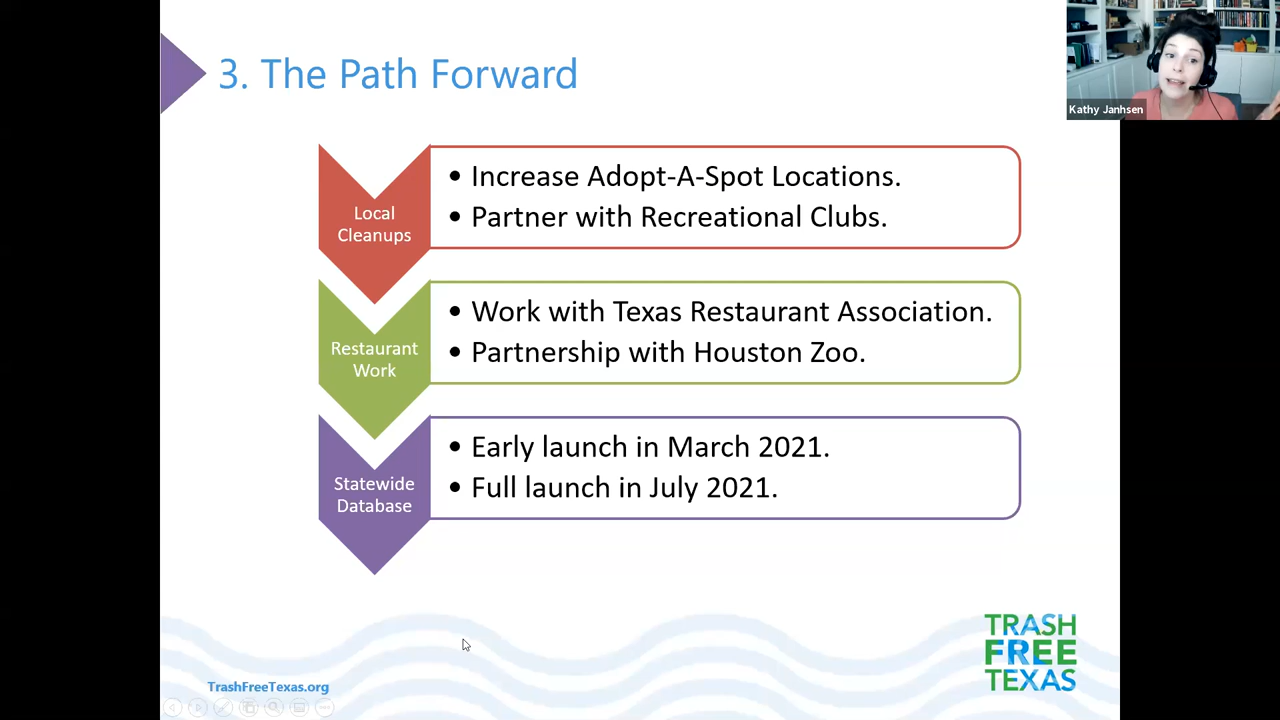 3. The Path Forward
Kathy Janhsen
Local
Cleanups
• Increase Adopt-A-Spot Locations.
• Partner with Recreational Clubs.
Restaurant
Work
• Work with Texas Restaurant Association.
• Partnership with Houston Zoo.
Statewide
Database
• Early launch in March 2021.
• Full launch in July 2021.
TrashFreeTexas.org
TRASH
FREE
TEXAS